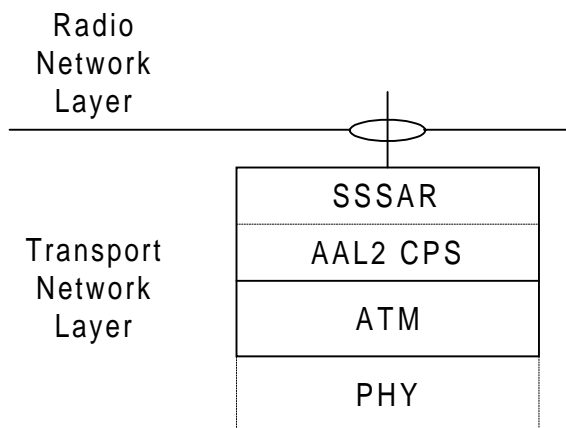 Radio
Network
Layer
SSSAR
AAL2 CPS
Transport
Network
Layer
ATM
PHY